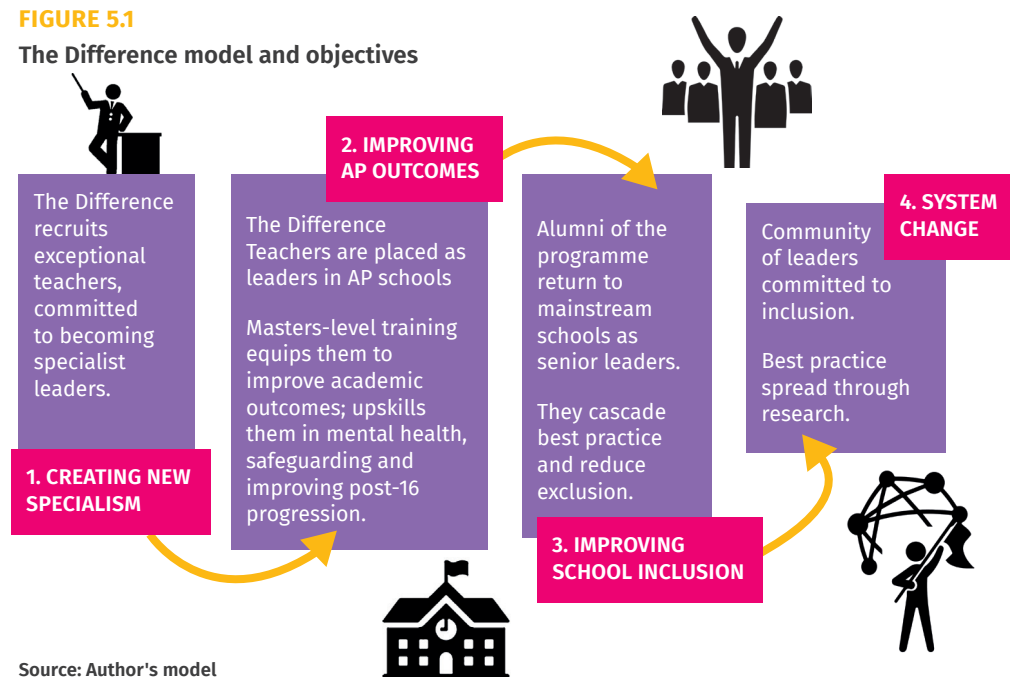 FIGURE 5.1
The Difference model and objectives
The Difference
recruits
exceptional
teachers,
committed
to becoming
specialist
leaders.
1. CREATING NEW
SPECIALISM
2. IMPROVING
AP OUTCOMES
The Difference
Teachers are placed as
leaders in AP schools
Masters-level training
equips them to
improve academic
outcomes; upskills
them in mental health,
safeguarding and
improving post-16
progression.
Alumni of the
programme
return to
mainstream
schools as
senior leaders.
They cascade
best practice
and reduce
exclusion.
3. IMPROVING
SCHOOL INCLUSION
4. SYSTEM
CHANGE
Community
of leaders
committed to
inclusion.
Best practice
spread through
research.
Source: Author's model